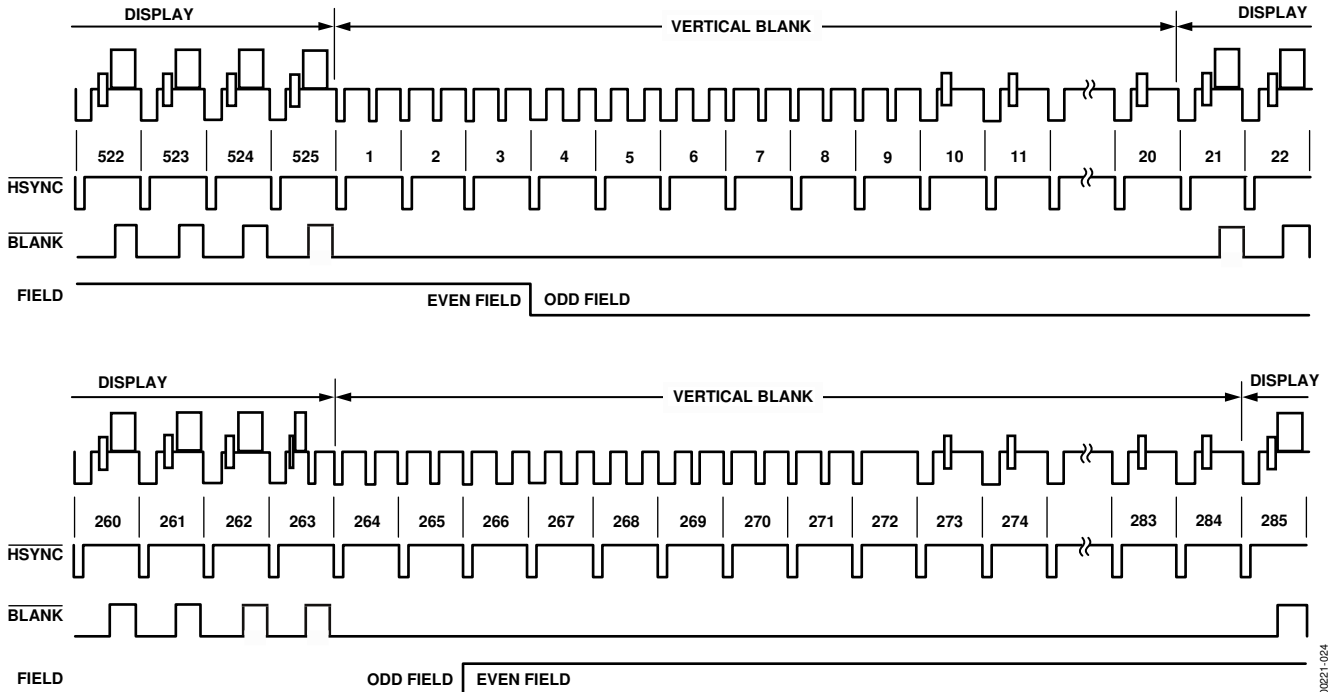 DISPLAY VERTICAL BLANK DISPLAY
522 523 524 525 1 2 3 4 5 6 7 8 9 10 11 20 21 22
HSYNC
BLANK
FIELD EVEN FIELD ODD FIELD
DISPLAY VERTICAL BLANK DISPLAY
260 261 262 263 264 265 266 267 268 269 270 271 272 273 274 283 284 285
HSYNC
BLANK
FIELD ODD FIELD EVEN FIELD